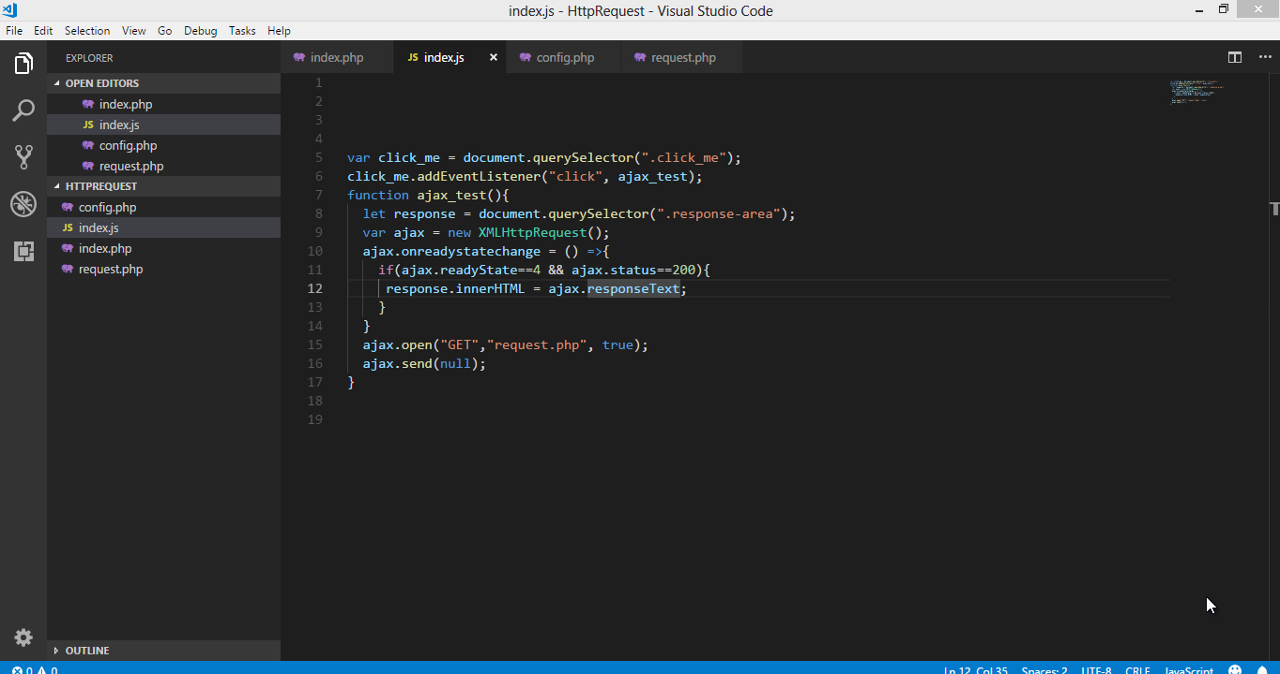 index.js - HttpRequest - Visual Studio Code
File Edit Selection View Go Debug Tasks Help
EXPLORER
OPEN EDITORS
index.php
JS index.js
config.php
request.php
HTTPREQUEST
config.php
JS index.js
index.php
request.php
OUTLINE
index.php JS index.js config.php request.php
1
2
3
4
5 var click_me = document.querySelector(".click_me");
6 click_me.addEventListener("click", ajax_test);
7 function ajax_test(){
8 let response = document.querySelector(".response-area");
9 var ajax = new XMLHttpRequest();
10 ajax.onreadystatechange = () =>{
11 if(ajax.readyState==4 && ajax.status==200){
12 response.innerHTML = ajax.responseText;
13 }
14 }
15 ajax.open("GET","request.php", true);
16 ajax.send(null);
17 }
18
19
0 0 Ln 12, Col 35 Spaces: 2 UTF-8 CRLF JavaScript